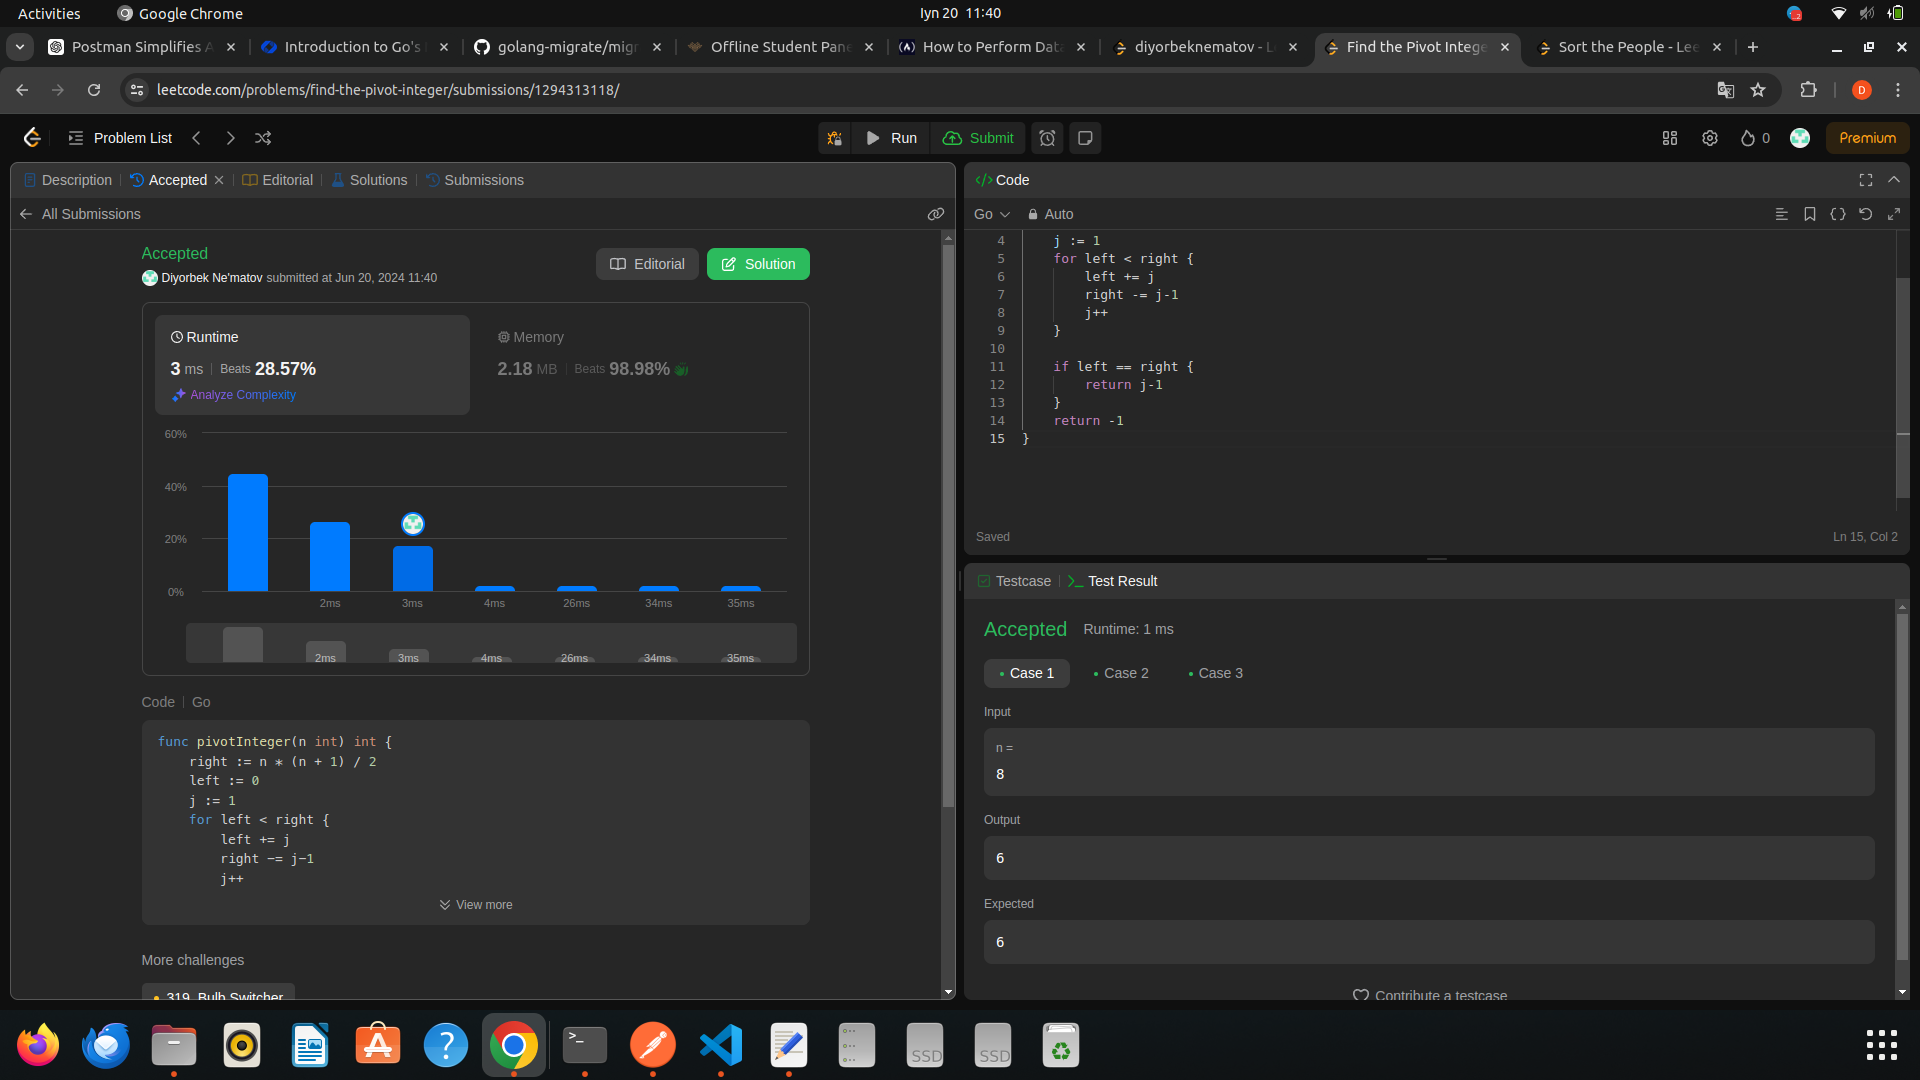 Activities
Google Chrome
Iyn 20 11:40
Postman Simplifies A
Introduction to Go's
golang-migrate/migr
Offline Student Pane
How to Perform Data
diyorbeknematov - Le
Find the Pivot Intege
Sort the People - Lee
leetcode.com/problems/find-the-pivot-integer/submissions/1294313118/
D
Problem List
Run
Submit
0
Premium
Description
Accepted
Editorial
Solutions
Submissions
All Submissions
Accepted
Diyorbek Ne'matov submitted at Jun 20, 2024 11:40
Editorial
Solution
Runtime
3 ms
Beats 28.57%
Analyze Complexity
Memory
2.18 MB
Beats 98.98%
60%
40%
20%
0%
2ms
3ms
4ms
26ms
34ms
35ms
2ms
3ms
4ms
26ms
34ms
35ms
Code
Go
func pivotInteger(n int) int {
    right := n * (n + 1) / 2
    left := 0
    j := 1
    for left < right {
        left += j
        right -= j-1
        j++
View more
More challenges
319. Bulb Switcher
Code
Go
Auto
4     j := 1
5     for left < right {
6         left += j
7         right -= j-1
8         j++
9     }
10
11     if left == right {
12         return j-1
13     }
14     return -1
15 }
Saved
Ln 15, Col 2
Testcase
Test Result
Accepted
Runtime: 1 ms
Case 1
Case 2
Case 3
Input
n =
8
Output
6
Expected
6
Contribute a testcase
SSD
SSD